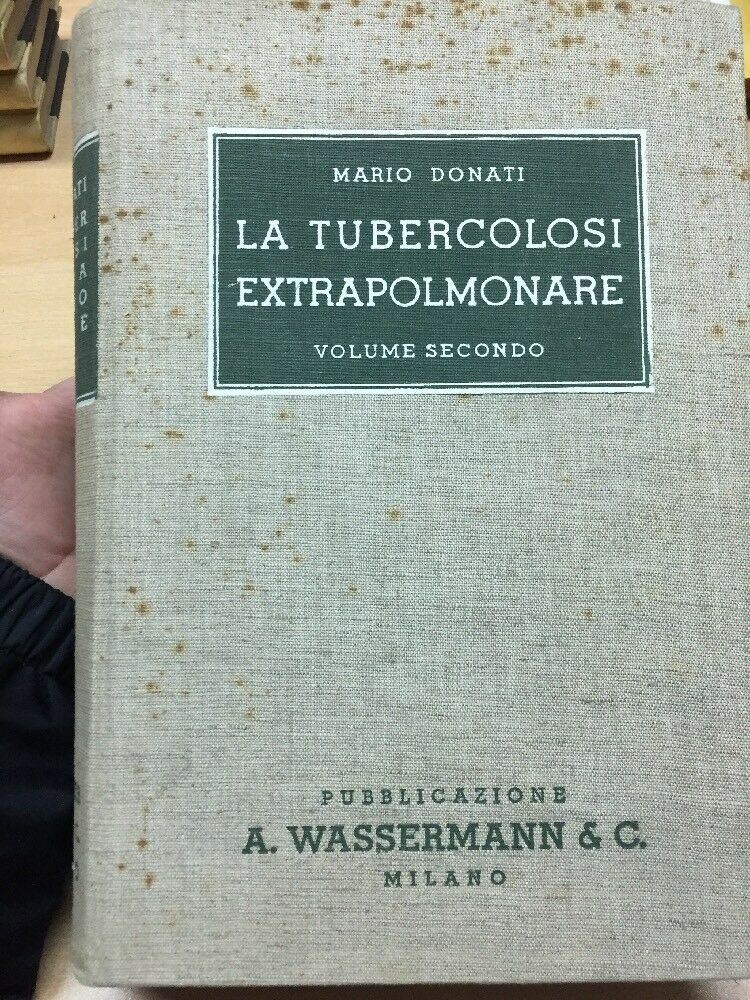 MARIO DONATI
LA TUBERCOLOSI
EXTRAPOLMONARE
VOLUME SECONDO
PUBBLICAZIONE
A. WASSERMANN & C.
MILANO